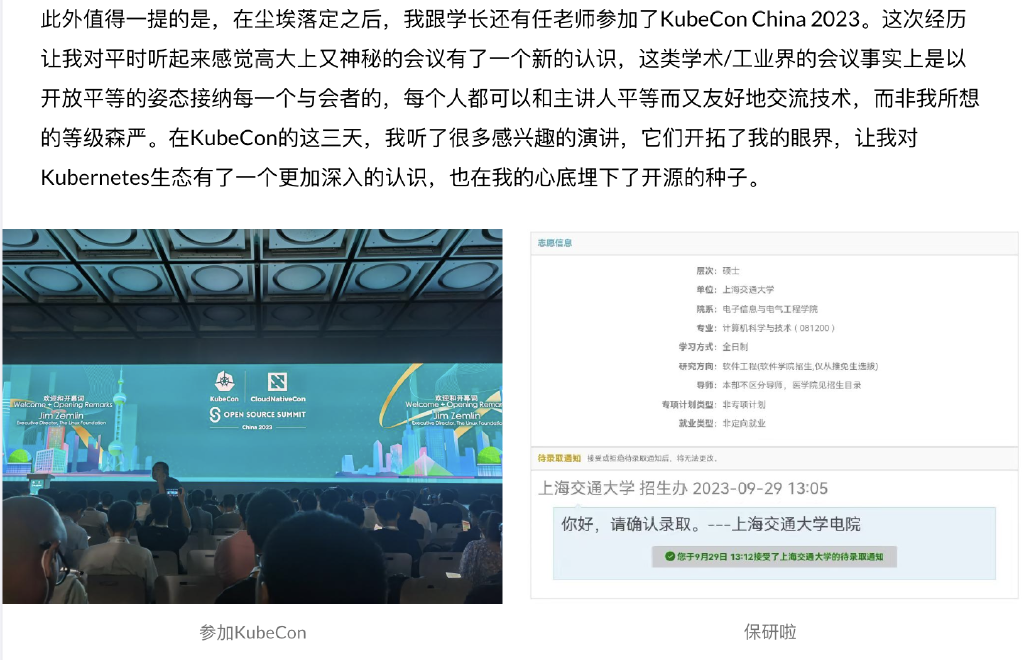 此外值得一提的是，在尘埃落定之后，我跟学长还有任老师参加了KubeCon China 2023。这次经历
让我对平时听起来感觉高大上又神秘的会议有了一个新的认识，这类学术/工业界的会议事实上是以
开放平等的姿态接纳每一个与会者的，每个人都可以和主讲人平等而又友好地交流技术，而非我所想
的等级森严。在KubeCon的这三天，我听了很多感兴趣的演讲，它们开拓了我的眼界，让我对
Kubernetes生态有了一个更加深入的认识，也在我的心底埋下了开源的种子。
欢迎和开幕词
Welcome + Opening Remarks
Jim Zemlin
Executive Director, The Linux Foundation
KubeCon
CloudNativeCon
OPEN SOURCE SUMMIT
China 2023
欢迎和开幕词
Welcome + Opening Remar
Jim Zemlin
Executive Director, The Linux Foundatio
参加KubeCon
志愿信息
层次：硕士
单位：上海交通大学
院系：电子信息与电气工程学院
专业：计算机科学与技术（081200）
学习方式：全日制
研究方向：软件工程(软件学院招生,仅从推免生选拔)
导师：本部不区分导师，医学院见招生目录
专项计划类型：非专项计划
就业类型：非定向就业
待录取通知 接受或拒绝待录取通知后，将无法更改。
上海交通大学 招生办 2023-09-29 13:05
你好，请确认录取。---上海交通大学电院
您于9月29日 13:12接受了上海交通大学的待录取通知
保研啦